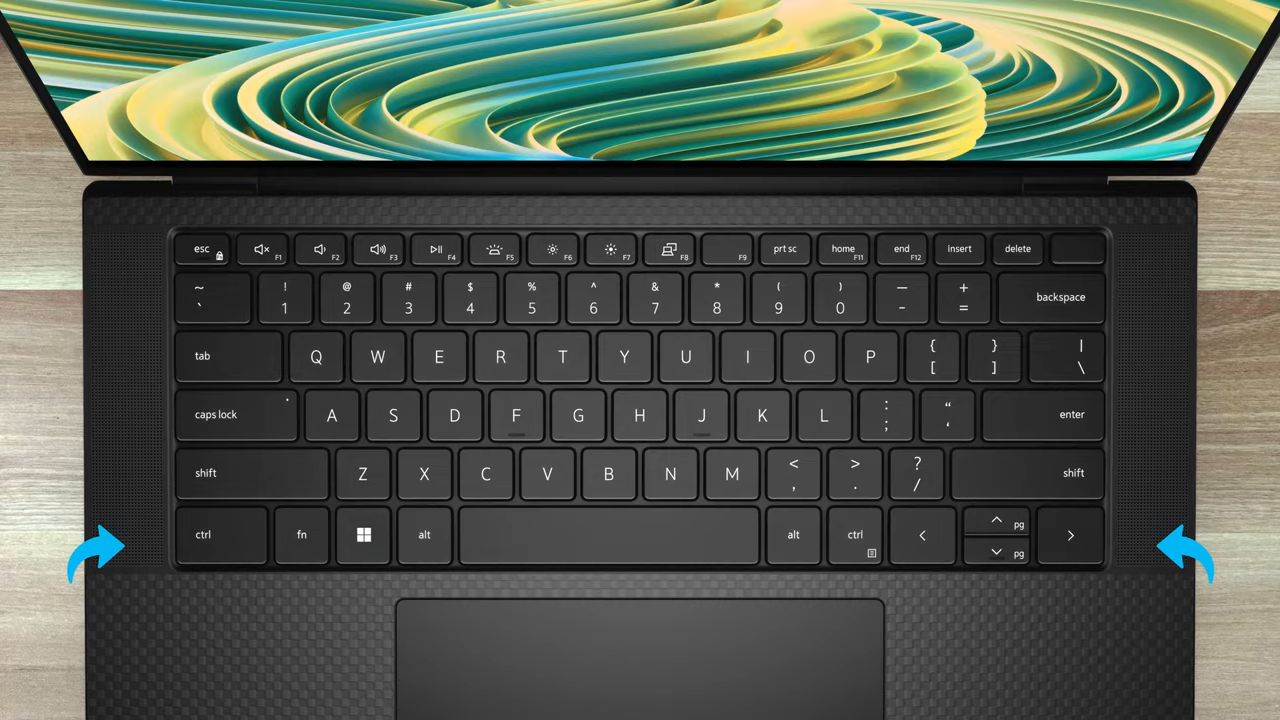 esc F1 F2 F3 F4 F5 F6 F7 F8 F9 prt sc home F11 end F12 insert delete
~ ` ! 1 @ 2 # 3 $ 4 % 5 ^ 6 & 7 * 8 ( 9 ) 0 — - + = backspace
tab Q W E R T Y U I O P { [ } ] | \
caps lock A S D F G H J K L : ; “ ‘ enter
shift Z X C V B N M < , > . ? / shift
ctrl fn alt alt ctrl < pg pg >